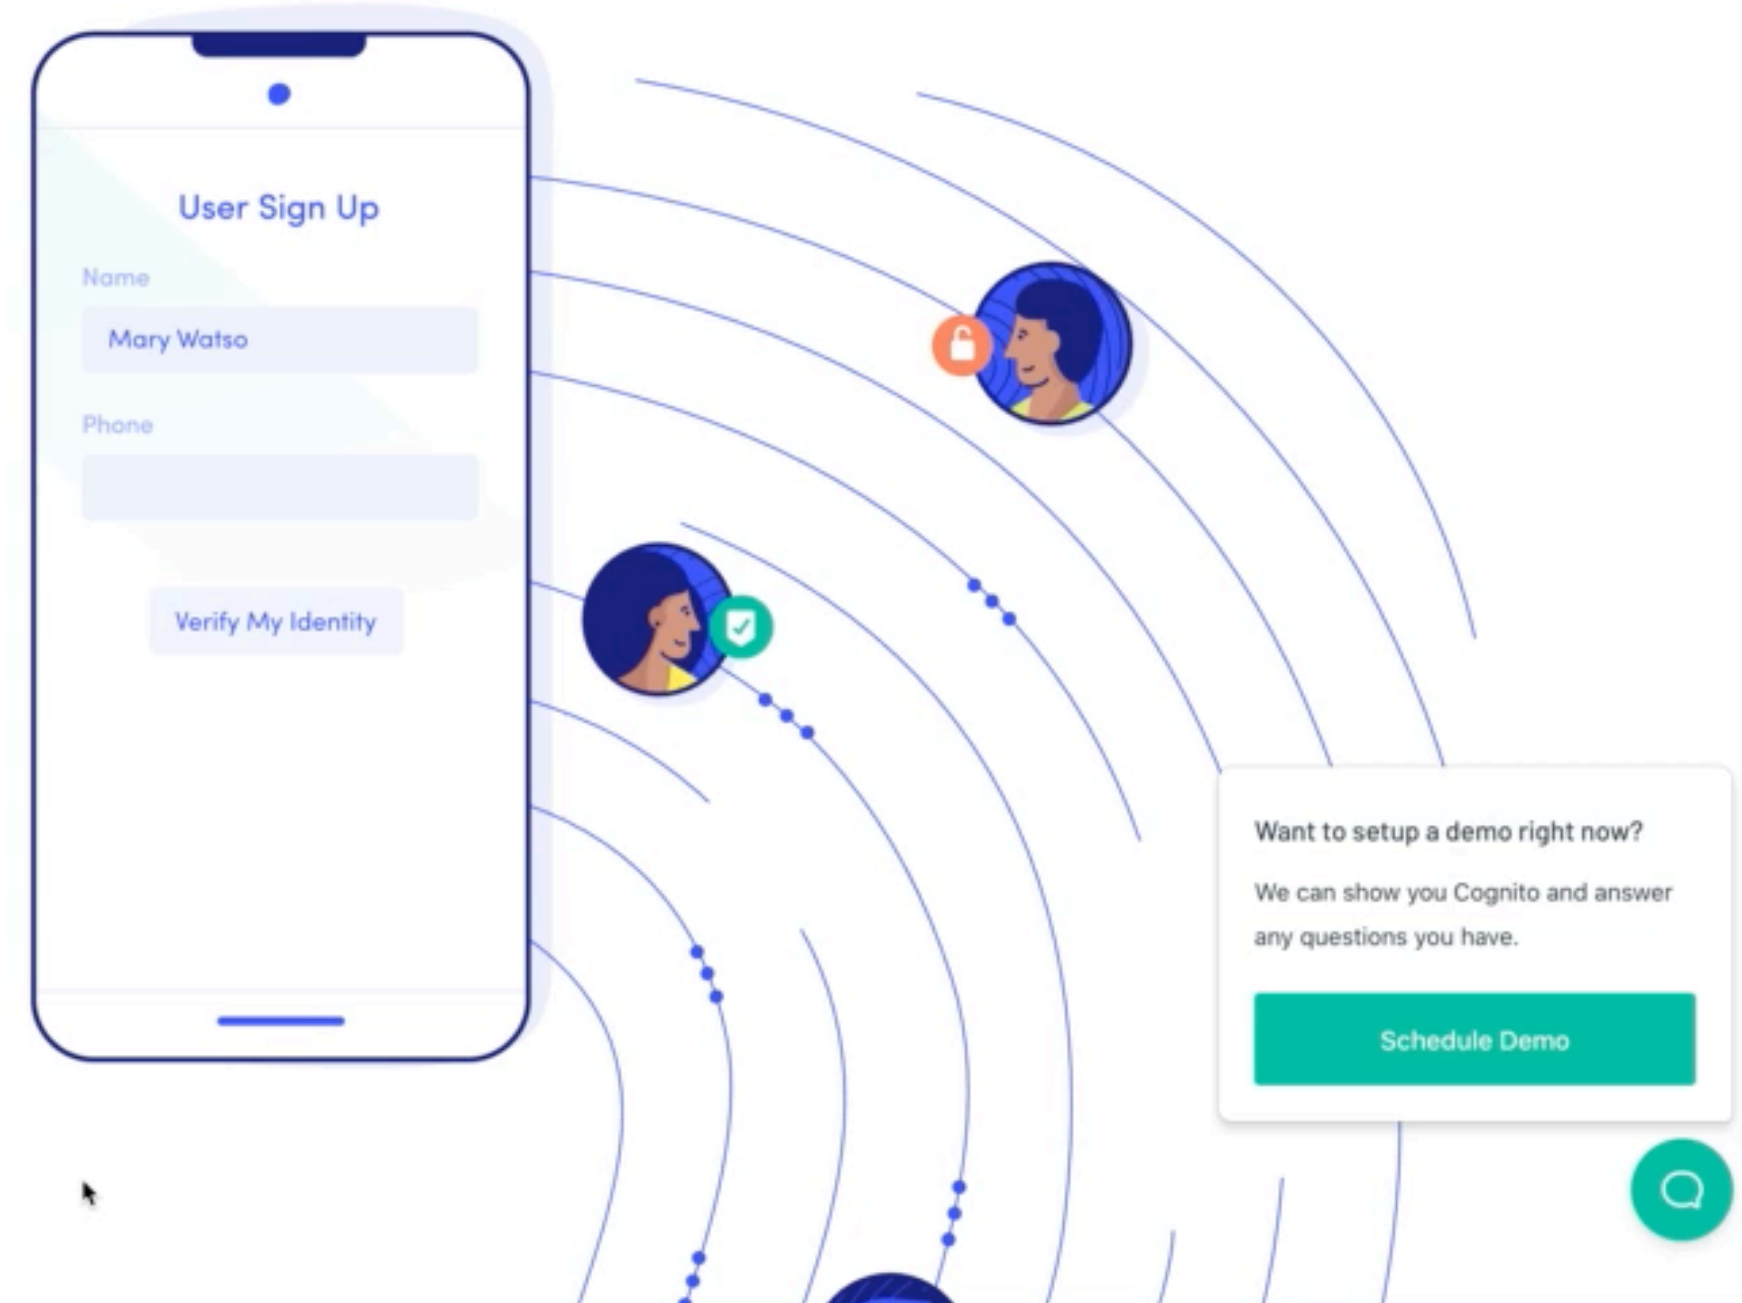 User Sign Up
Name
Mary Watso
Phone
Verify My Identity
Want to setup a demo right now?
We can show you Cognito and answer
any questions you have.
Schedule Demo